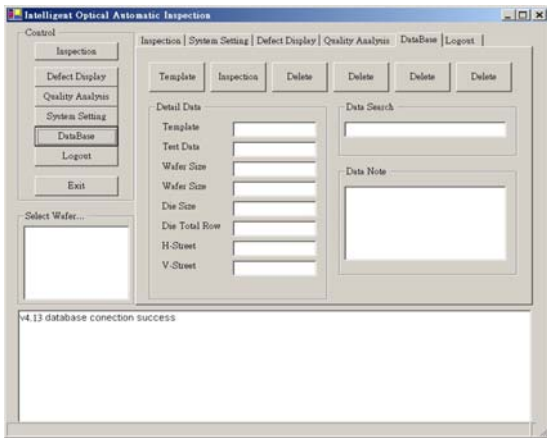 Intelligent Optical Automatic Inspection
Control
Inspection
Defect Display
Quality Analysis
System Setting
DataBase
Logout
Exit
Select Wafer...
Inspection System Setting Defect Display Quality Analysis DataBase Logout
Template Inspection Delete Delete Delete Delete
Detail Data
Template
Test Data
Wafer Size
Wafer Size
Die Size
Die Total Row
H-Street
V-Street
Data Search
Data Note
v4.13 database conection success